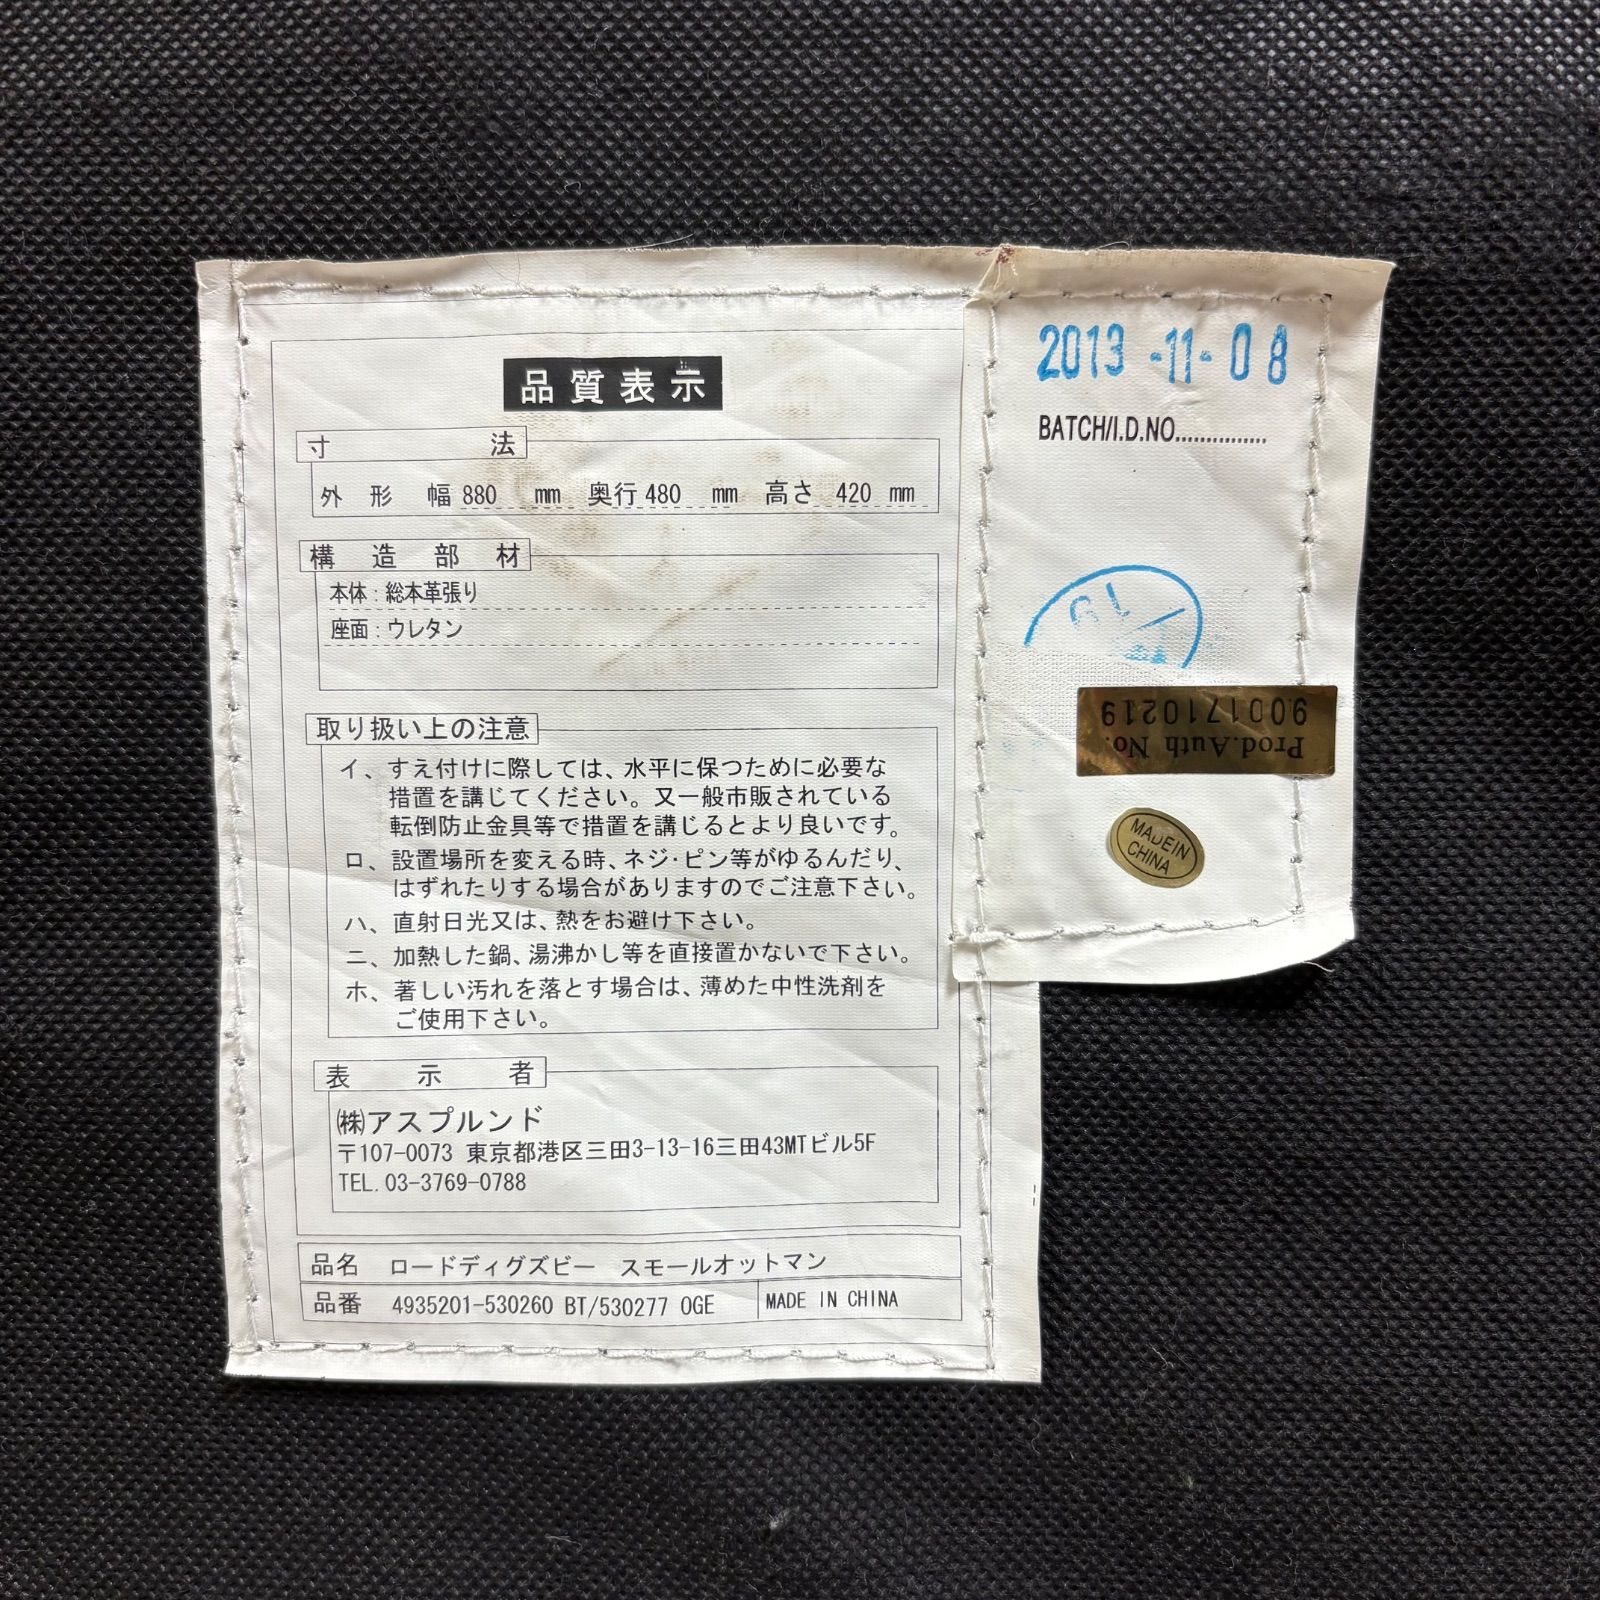 品質表示
寸法
外形 幅 880 mm 奥行 480 mm 高さ 420 mm
構造部材
本体：総本革張り
座面：ウレタン
取り扱い上の注意
イ、すえ付けに際しては、水平に保つために必要な
措置を講じてください。又一般市販されている
転倒防止金具等で措置を講じるとより良いです。
ロ、設置場所を変える時、ネジ・ピン等がゆるんだり、
はずれたりする場合がありますのでご注意下さい。
ハ、直射日光又は、熱をお避け下さい。
ニ、加熱した鍋、湯沸かし等を直接置かないで下さい。
ホ、著しい汚れを落とす場合は、薄めた中性洗剤を
ご使用下さい。
表示者
㈱アスプルンド
〒107-0073 東京都港区三田3-13-16三田43MTビル5F
TEL. 03-3769-0788
品名 ロードディグズビー スモールオットマン
品番 4935201-530260 BT/530277 OGE MADE IN CHINA
2013 -11- 08
BATCH/I.D.NO...............
Prod.Auth No.
9001710219
MADE IN
CHINA